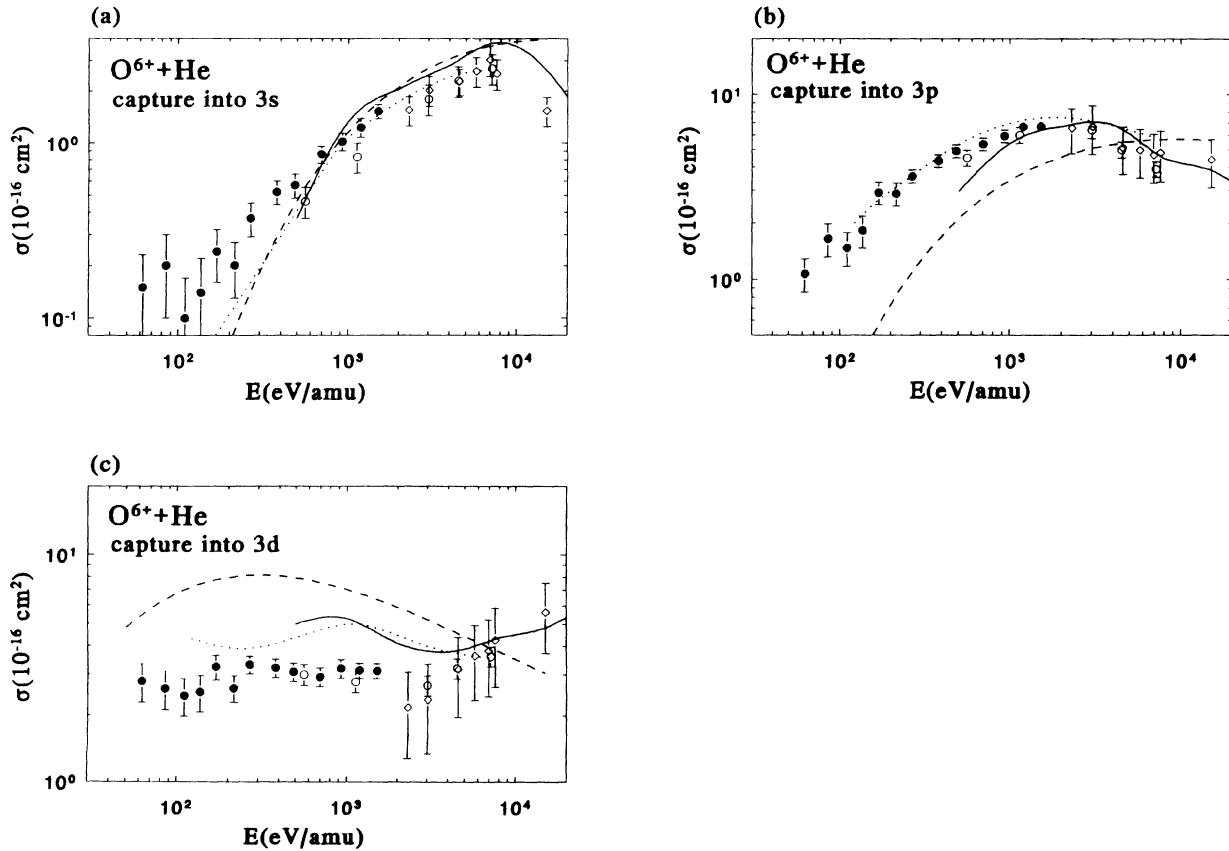 (a)
O⁶⁺+He
capture into 3s
10⁰
10⁻¹
σ(10⁻¹⁶ cm²)
10² 10³ 10⁴
E(eV/amu)
(b)
O⁶⁺+He
capture into 3p
10¹
10⁰
σ(10⁻¹⁶ cm²)
10² 10³ 10⁴
E(eV/amu)
(c)
O⁶⁺+He
capture into 3d
10¹
10⁰
σ(10⁻¹⁶ cm²)
10² 10³ 10⁴
E(eV/amu)